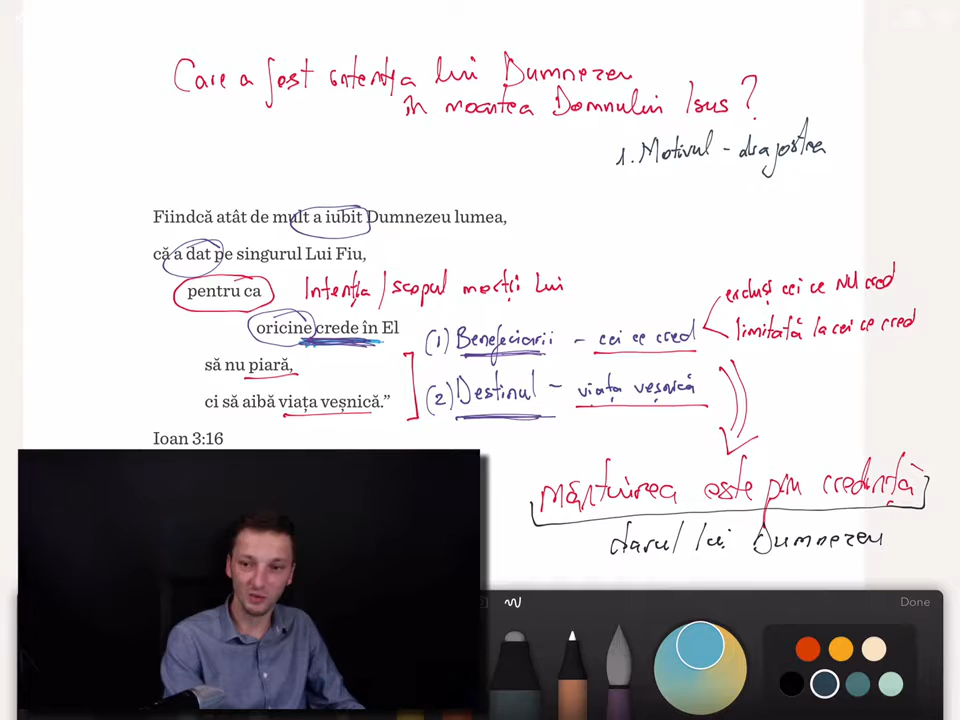 Care a fost intenția lui Dumnezeu
în moartea Domnului Isus?
1. Motivul - dragostea
Fiindcă atât de mult a iubit Dumnezeu lumea,
că a dat pe singurul Lui Fiu,
pentru ca Intenția/scopul morții Lui
excluși cei ce NU cred
limitată la cei ce cred
oricine crede în El
(1) Beneficiarii - cei ce cred
să nu piară,
(2) Destinul - viața veșnică
ci să aibă viața veșnică.”
Ioan 3:16
mântuirea este prin credință
darul lui Dumnezeu
Done